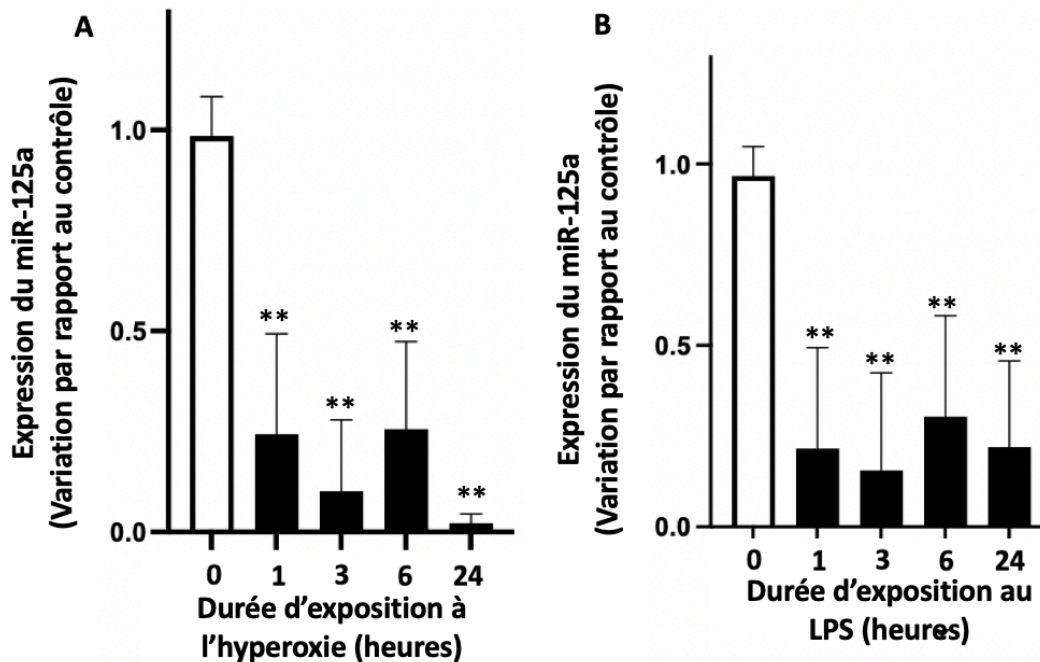 A
Expression du miR-125a
(Variation par rapport au contrôle)
1.0
0.5
0.0
**
**
**
**
0
1
3
6
24
Durée d’exposition à
l’hyperoxie (heures)
B
Expression du miR-125a
(Variation par rapport au contrôle)
1.0
0.5
0.0
**
**
**
**
0
1
3
6
24
Durée d’exposition au
LPS (heures)